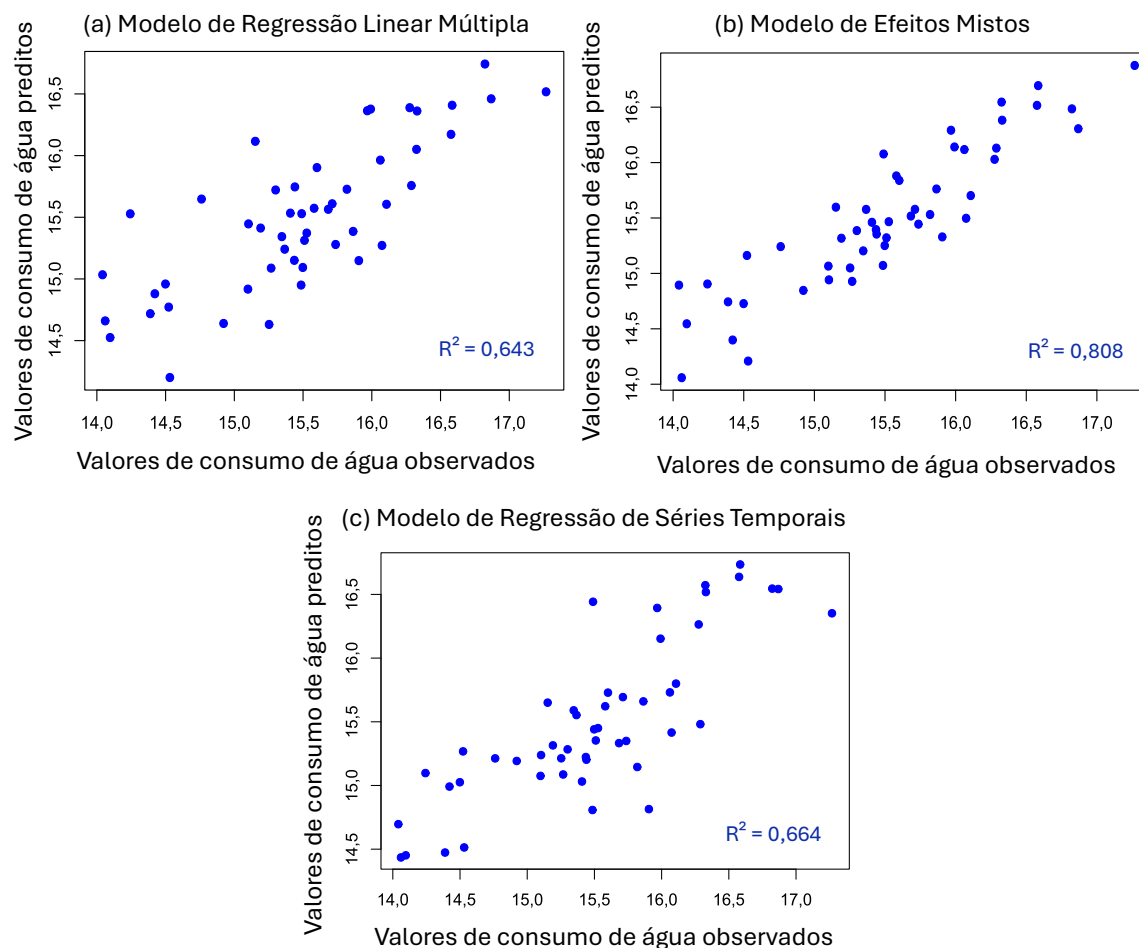 (a) Modelo de Regressão Linear Múltipla
Valores de consumo de água preditos
16,5
16,0
15,5
15,0
14,5
R² = 0,643
14,0 14,5 15,0 15,5 16,0 16,5 17,0
Valores de consumo de água observados
(b) Modelo de Efeitos Mistos
Valores de consumo de água preditos
16,5
16,0
15,5
15,0
14,5
14,0
R² = 0,808
14,0 14,5 15,0 15,5 16,0 16,5 17,0
Valores de consumo de água observados
(c) Modelo de Regressão de Séries Temporais
Valores de consumo de água preditos
16,5
16,0
15,5
15,0
14,5
R² = 0,664
14,0 14,5 15,0 15,5 16,0 16,5 17,0
Valores de consumo de água observados